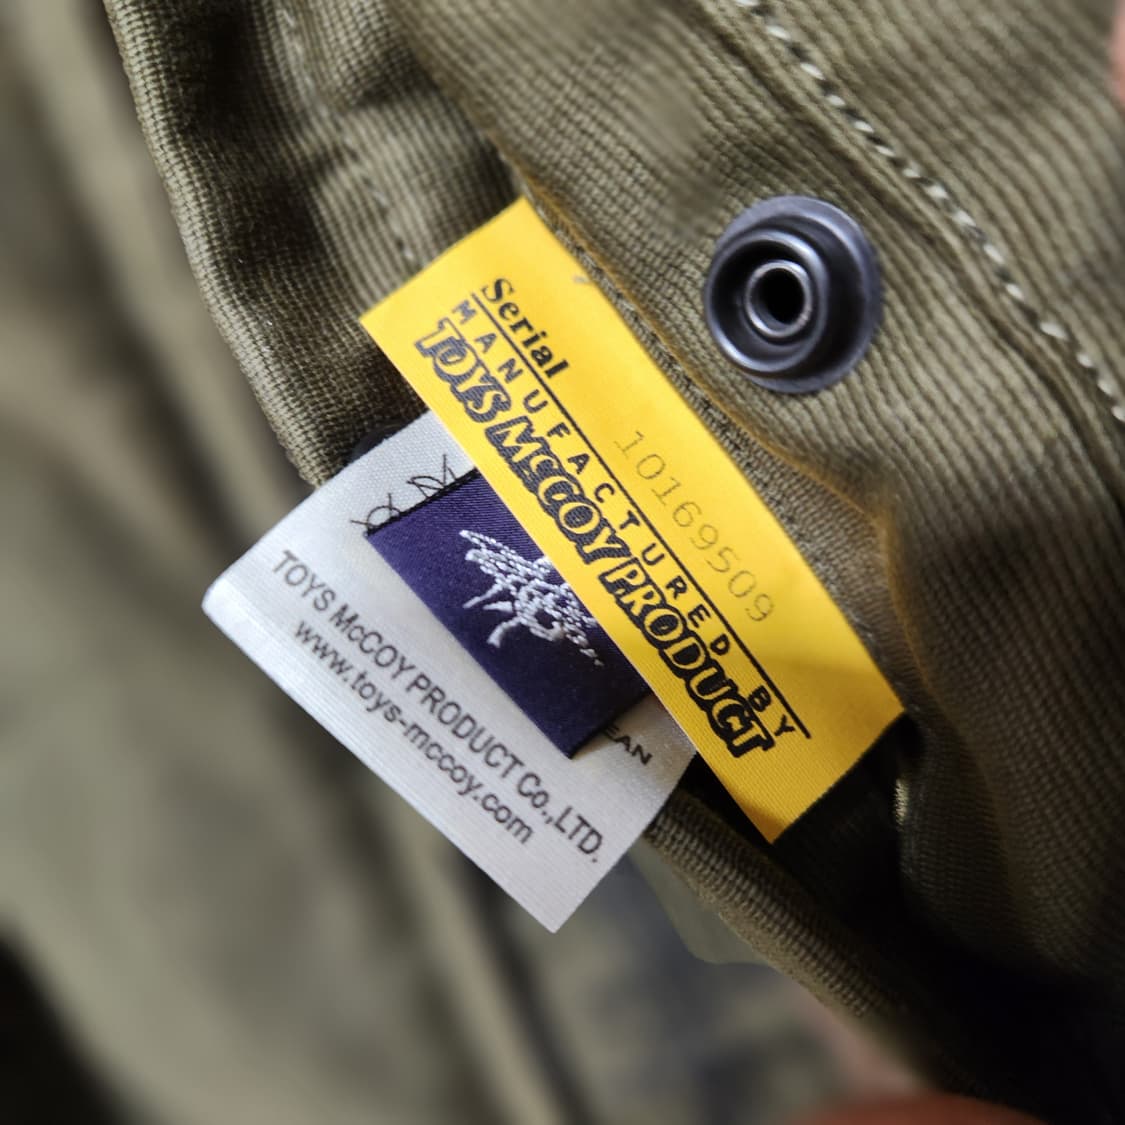 Serial
10169509
MANUFACTURED BY
TOYS McCOY PRODUCT
TOYS McCOY PRODUCT Co.,LTD.
www.toys-mccoy.com